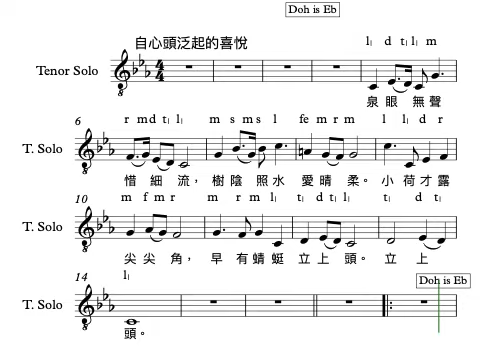 Doh is Eb
自心頭泛起的喜悅
l| d t| l| m
Tenor Solo
泉 眼 無 聲
6
r m d t| l| m s m s l f e m r m l l| d r
T. Solo
惜 細 流， 樹 陰 照 水 愛 晴 柔。 小 荷 才 露
10
m f m r m r m l| t| d t| l| t| d t|
T. Solo
尖 尖 角， 早 有 蜻 蜓 立 上 頭。 立 上
14
l|
Doh is Eb
T. Solo
頭。